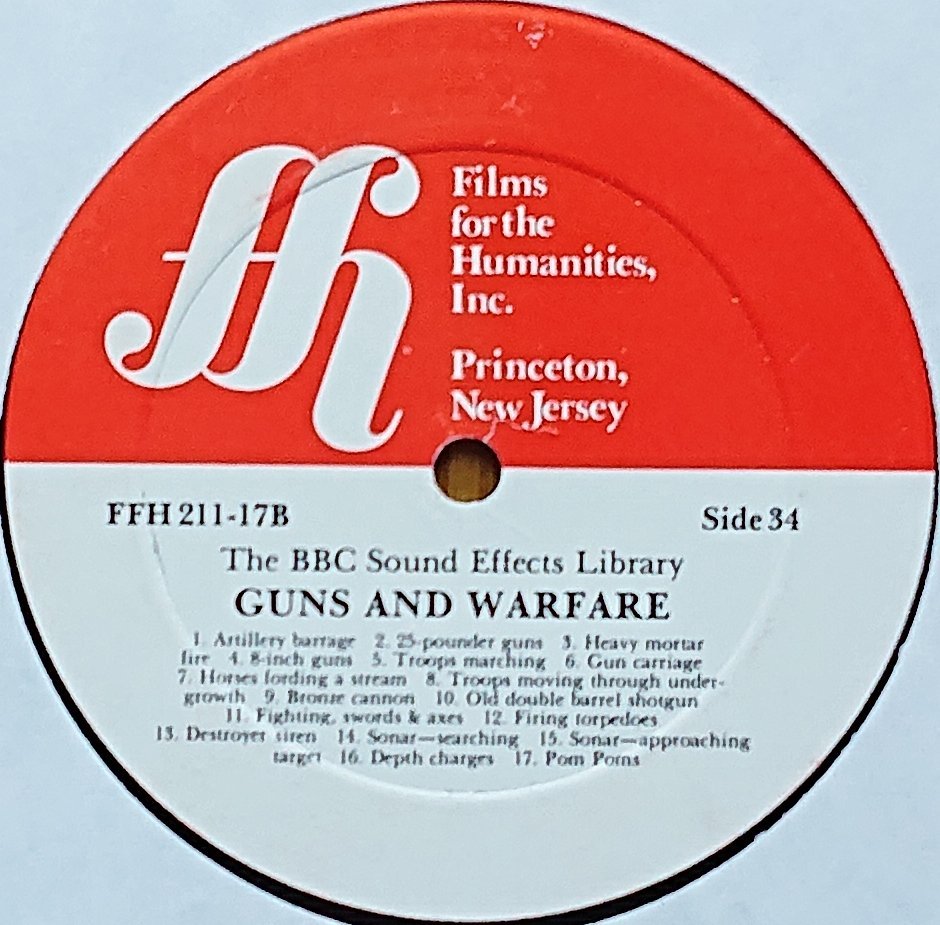 ffh
Films
for the
Humanities,
Inc.
Princeton,
New Jersey
FFH 211-17B
Side 34
The BBC Sound Effects Library
GUNS AND WARFARE
1. Artillery barrage 2. 25-pounder guns 3. Heavy mortar
fire 4. 8-inch guns 5. Troops marching 6. Gun carriage
7. Horses fording a stream 8. Troops moving through under-
growth 9. Bronze cannon 10. Old double barrel shotgun
11. Fighting, swords & axes 12. Firing torpedoes
13. Destroyer siren 14. Sonar—searching 15. Sonar—approaching
target 16. Depth charges 17. Pom Poms